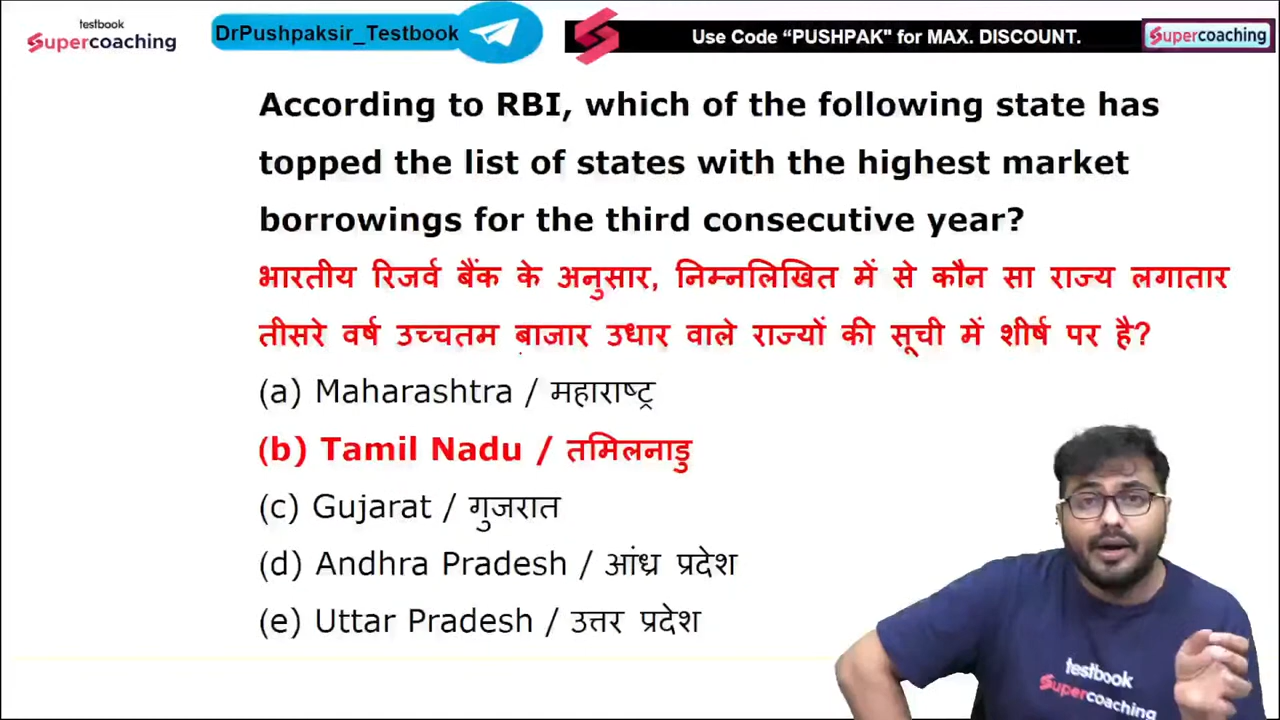 testbook
Supercoaching
DrPushpaksir_Testbook
Use Code “PUSHPAK" for MAX. DISCOUNT.
Supercoaching
According to RBI, which of the following state has
topped the list of states with the highest market
borrowings for the third consecutive year?
भारतीय रिजर्व बैंक के अनुसार, निम्नलिखित में से कौन सा राज्य लगातार
तीसरे वर्ष उच्चतम बाजार उधार वाले राज्यों की सूची में शीर्ष पर है?
(a) Maharashtra / महाराष्ट्र
(b) Tamil Nadu / तमिलनाडु
(c) Gujarat / गुजरात
(d) Andhra Pradesh / आंध्र प्रदेश
(e) Uttar Pradesh / उत्तर प्रदेश
testbook
Supercoaching